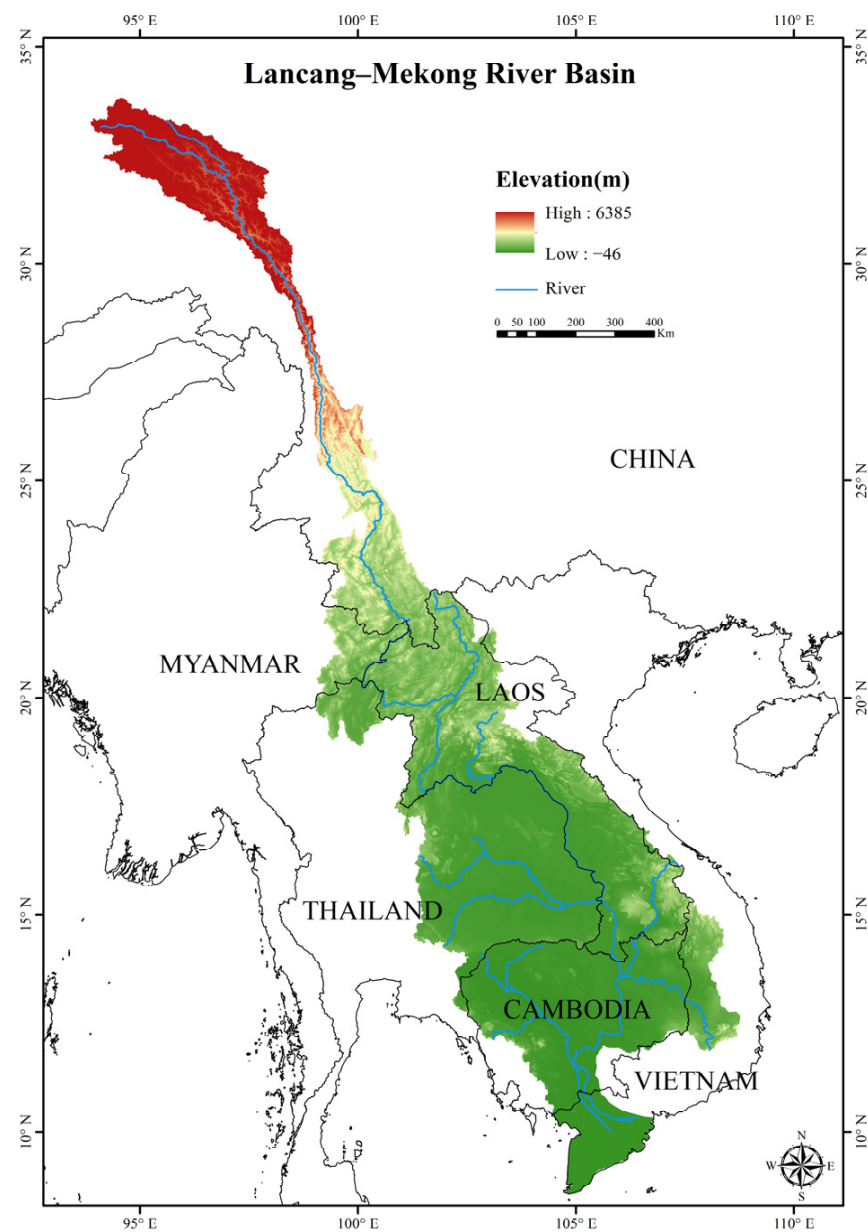 95° E 100° E 105° E 110° E
35° N 35° N
Lancang–Mekong River Basin
Elevation(m)
High : 6385
Low : −46
River
30° N 30° N
0 50 100 200 300 400
Km
CHINA
25° N 25° N
MYANMAR
LAOS
20° N 20° N
THAILAND
15° N 15° N
CAMBODIA
VIETNAM
10° N 10° N
N
W E
S
95° E 100° E 105° E 110° E